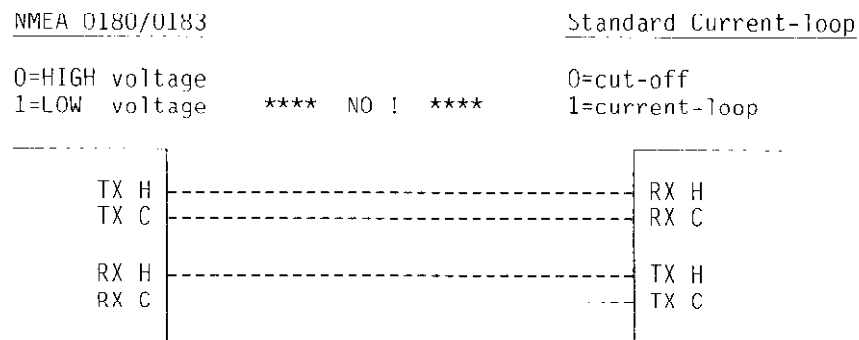 NMEA 0180/0183 Standard Current-loop
0=HIGH voltage 0=cut-off
1=LOW voltage **** NO ! **** 1=current-loop
TX H RX H
TX C RX C
RX H TX H
RX C TX C